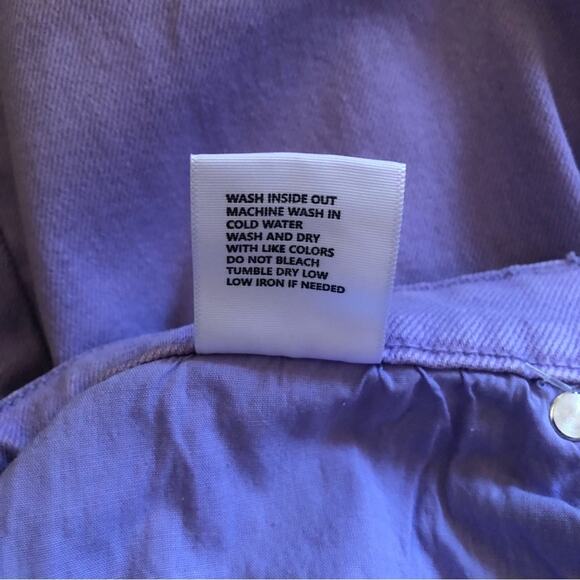 WASH INSIDE OUT
MACHINE WASH IN
COLD WATER
WASH AND DRY
WITH LIKE COLORS
DO NOT BLEACH
TUMBLE DRY LOW
LOW IRON IF NEEDED